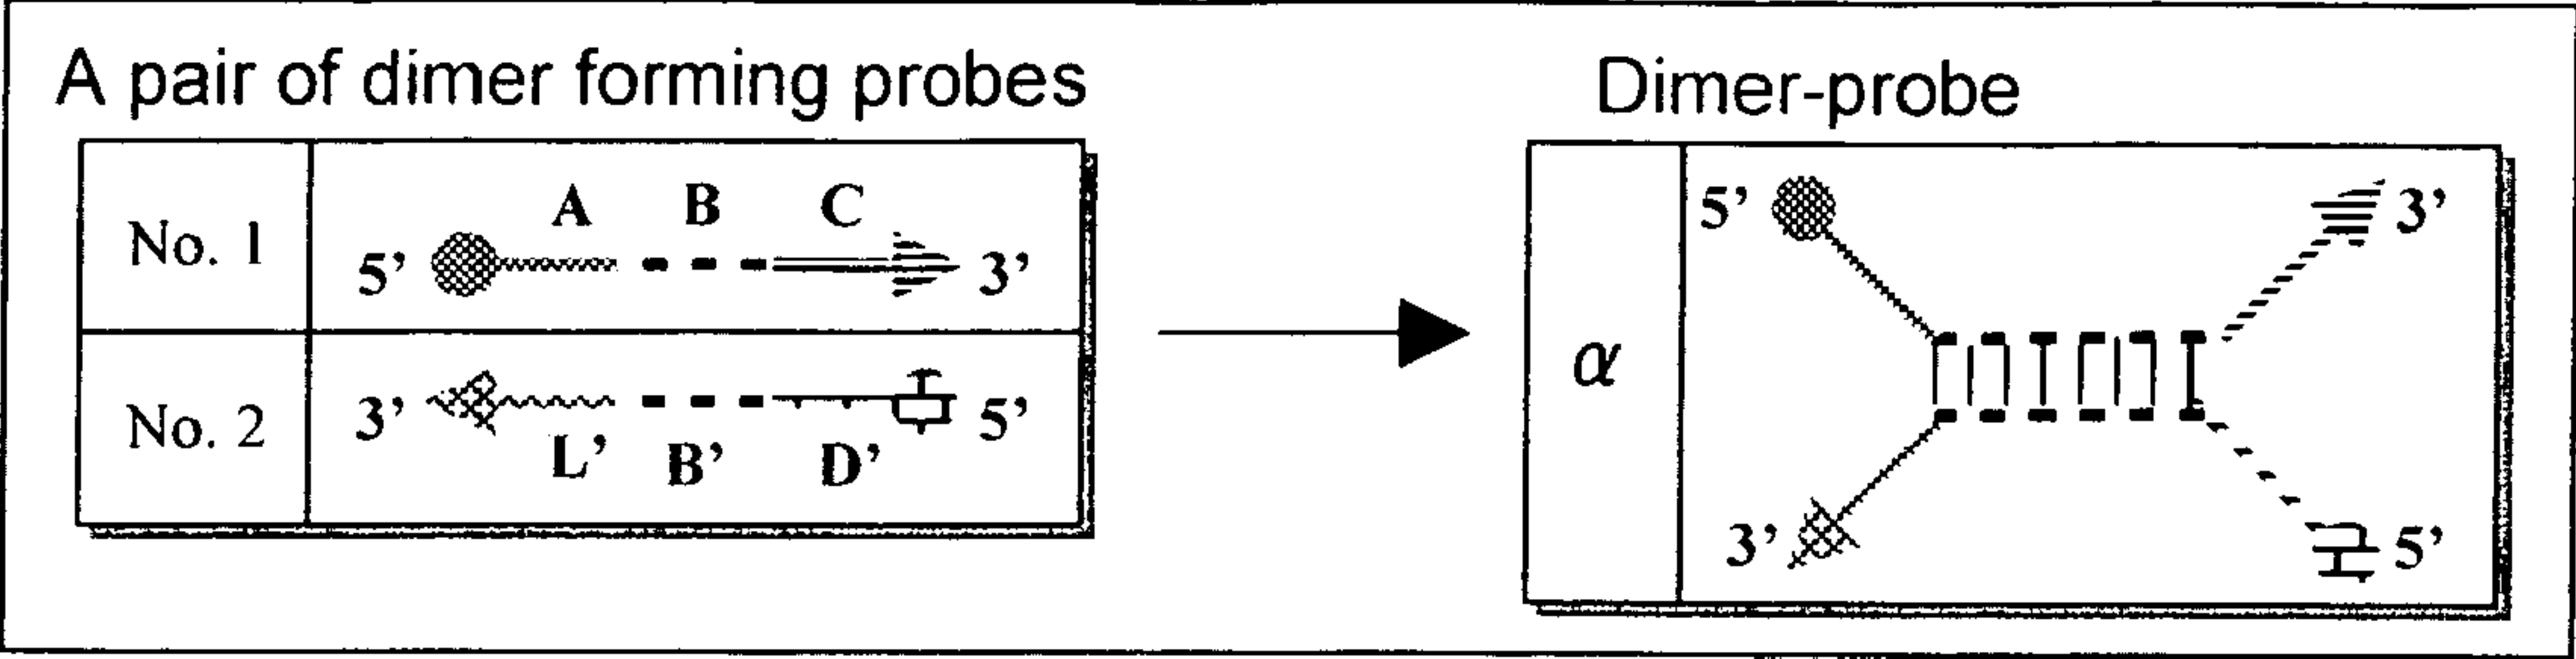 A pair of dimer forming probes
No. 1
A B C
5’ 3’
No. 2
3’ 5’
L’ B’ D’
Dimer-probe
α
5’ 3’
3’ 5’